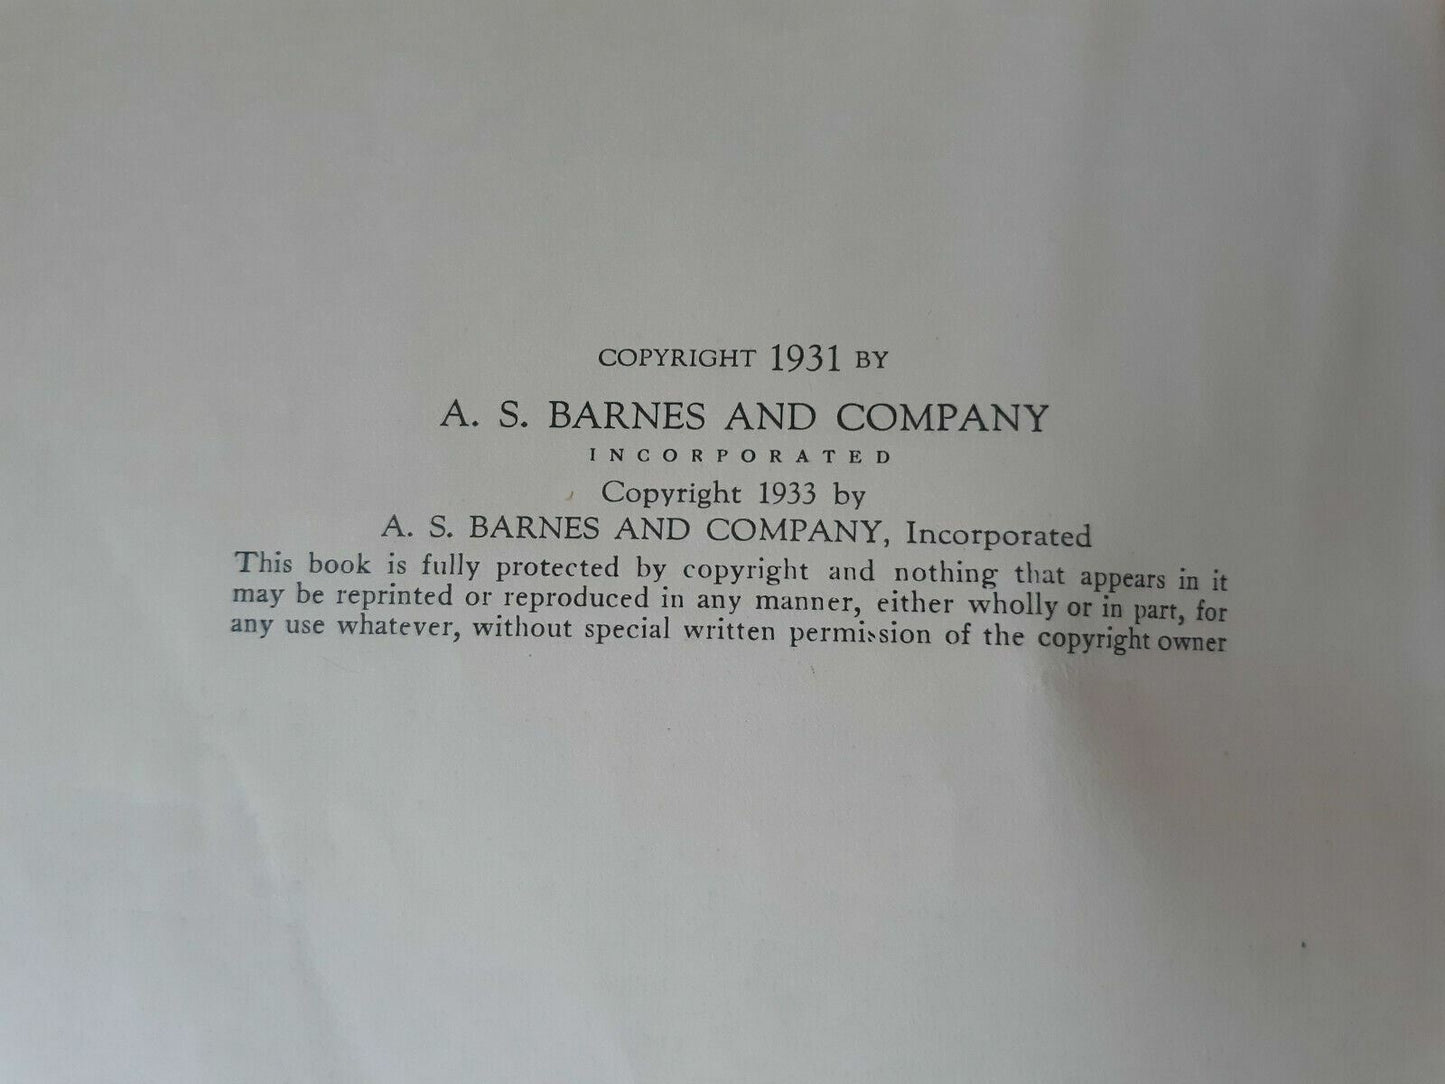 COPYRIGHT 1931 BY
A. S. BARNES AND COMPANY
INCORPORATED
Copyright 1933 by
A. S. BARNES AND COMPANY, Incorporated
This book is fully protected by copyright and nothing that appears in it
may be reprinted or reproduced in any manner, either wholly or in part, for
any use whatever, without special written permission of the copyright owner